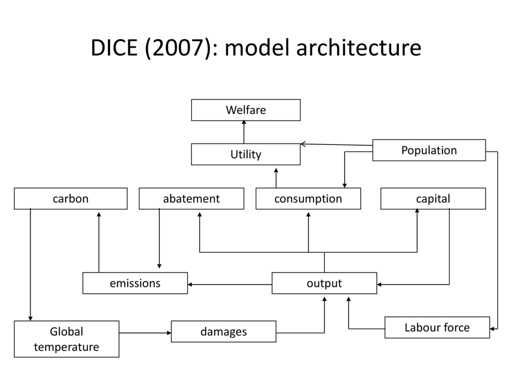 DICE (2007): model architecture
Welfare
Utility
Population
carbon
abatement
consumption
capital
emissions
output
Global
temperature
damages
Labour force